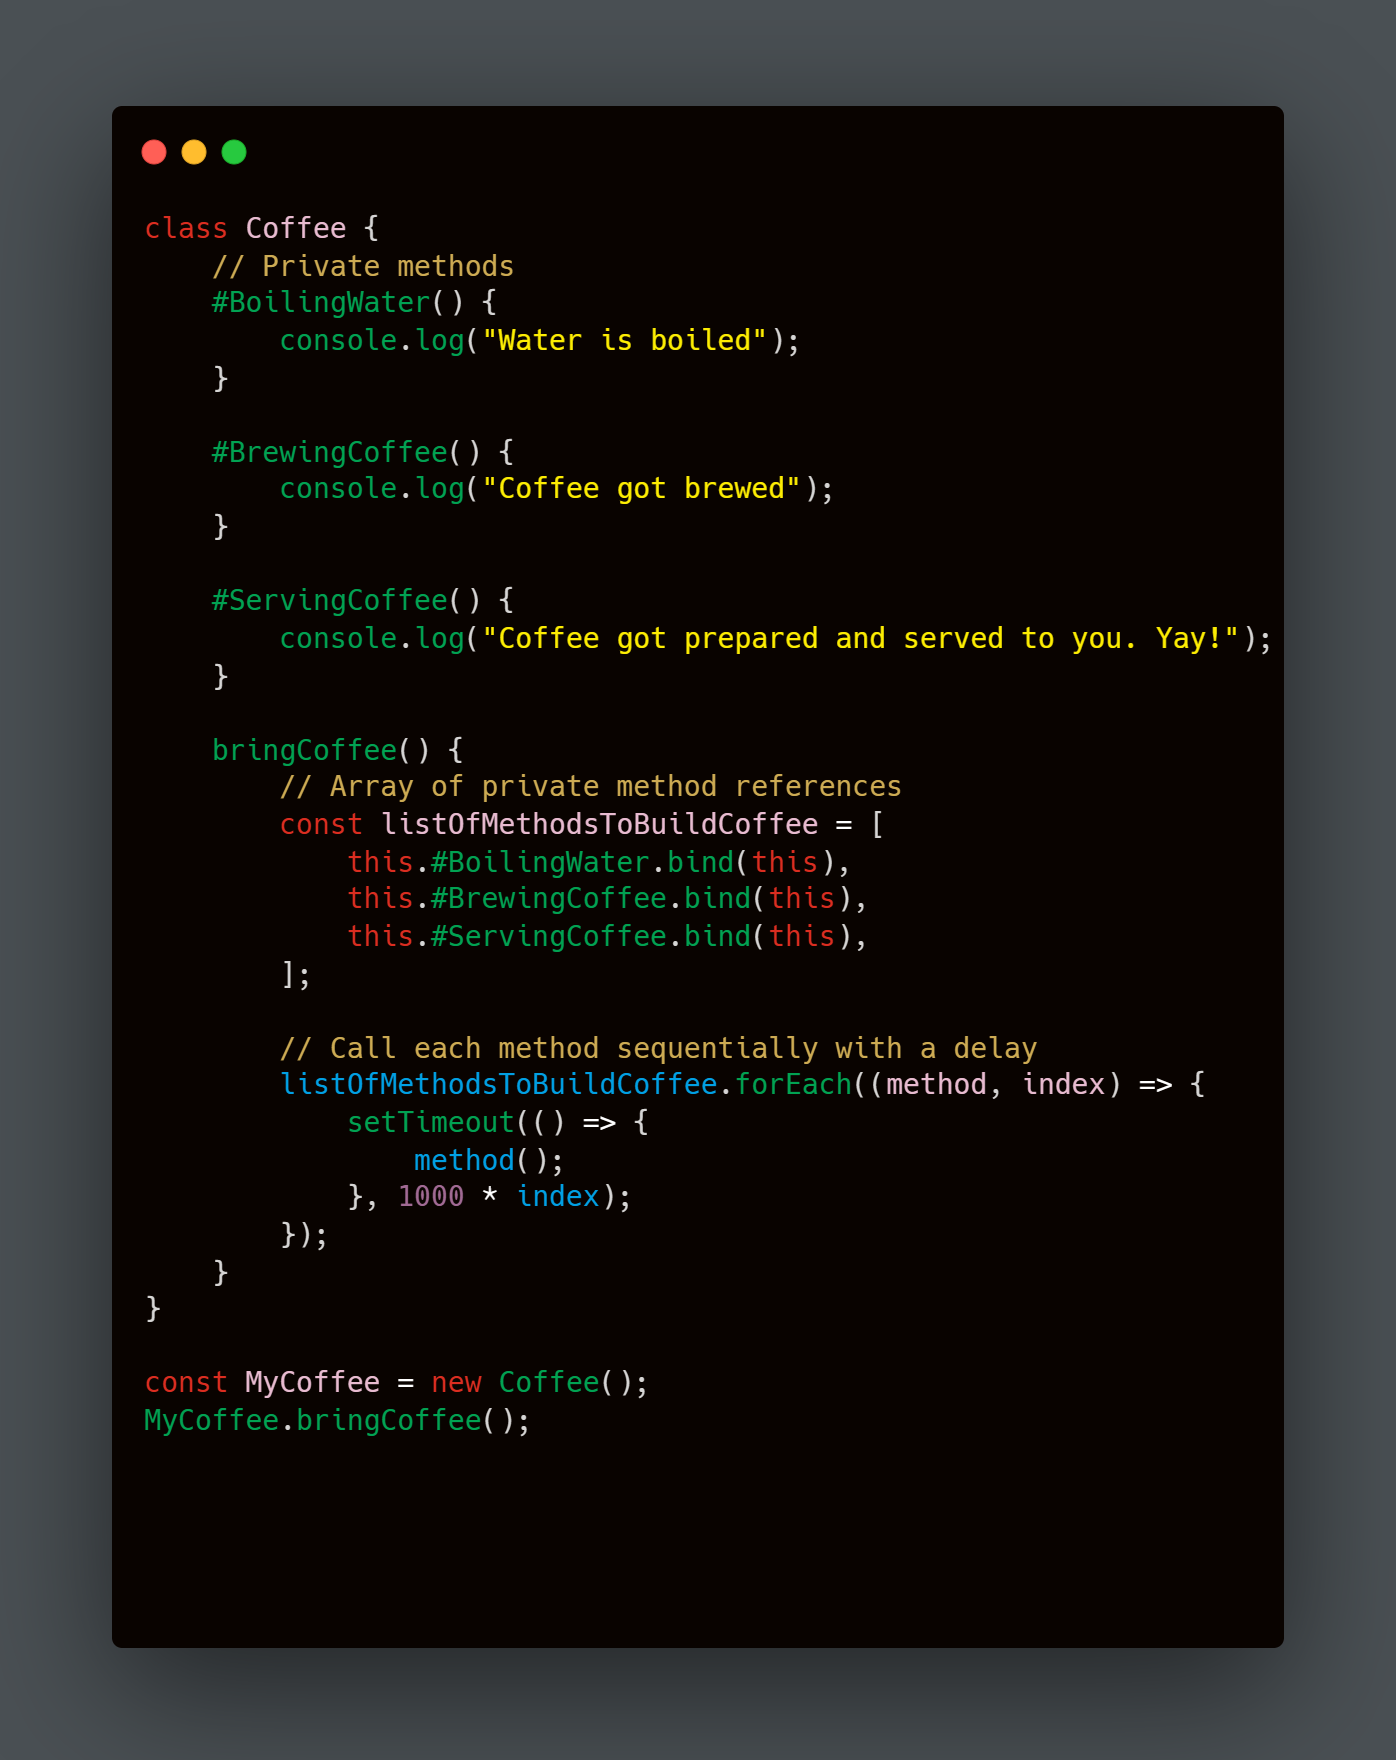 class Coffee {
    // Private methods
    #BoilingWater() {
        console.log("Water is boiled");
    }

    #BrewingCoffee() {
        console.log("Coffee got brewed");
    }

    #ServingCoffee() {
        console.log("Coffee got prepared and served to you. Yay!");
    }

    bringCoffee() {
        // Array of private method references
        const listOfMethodsToBuildCoffee = [
            this.#BoilingWater.bind(this),
            this.#BrewingCoffee.bind(this),
            this.#ServingCoffee.bind(this),
        ];

        // Call each method sequentially with a delay
        listOfMethodsToBuildCoffee.forEach((method, index) => {
            setTimeout(() => {
                method();
            }, 1000 * index);
        });
    }
}

const MyCoffee = new Coffee();
MyCoffee.bringCoffee();